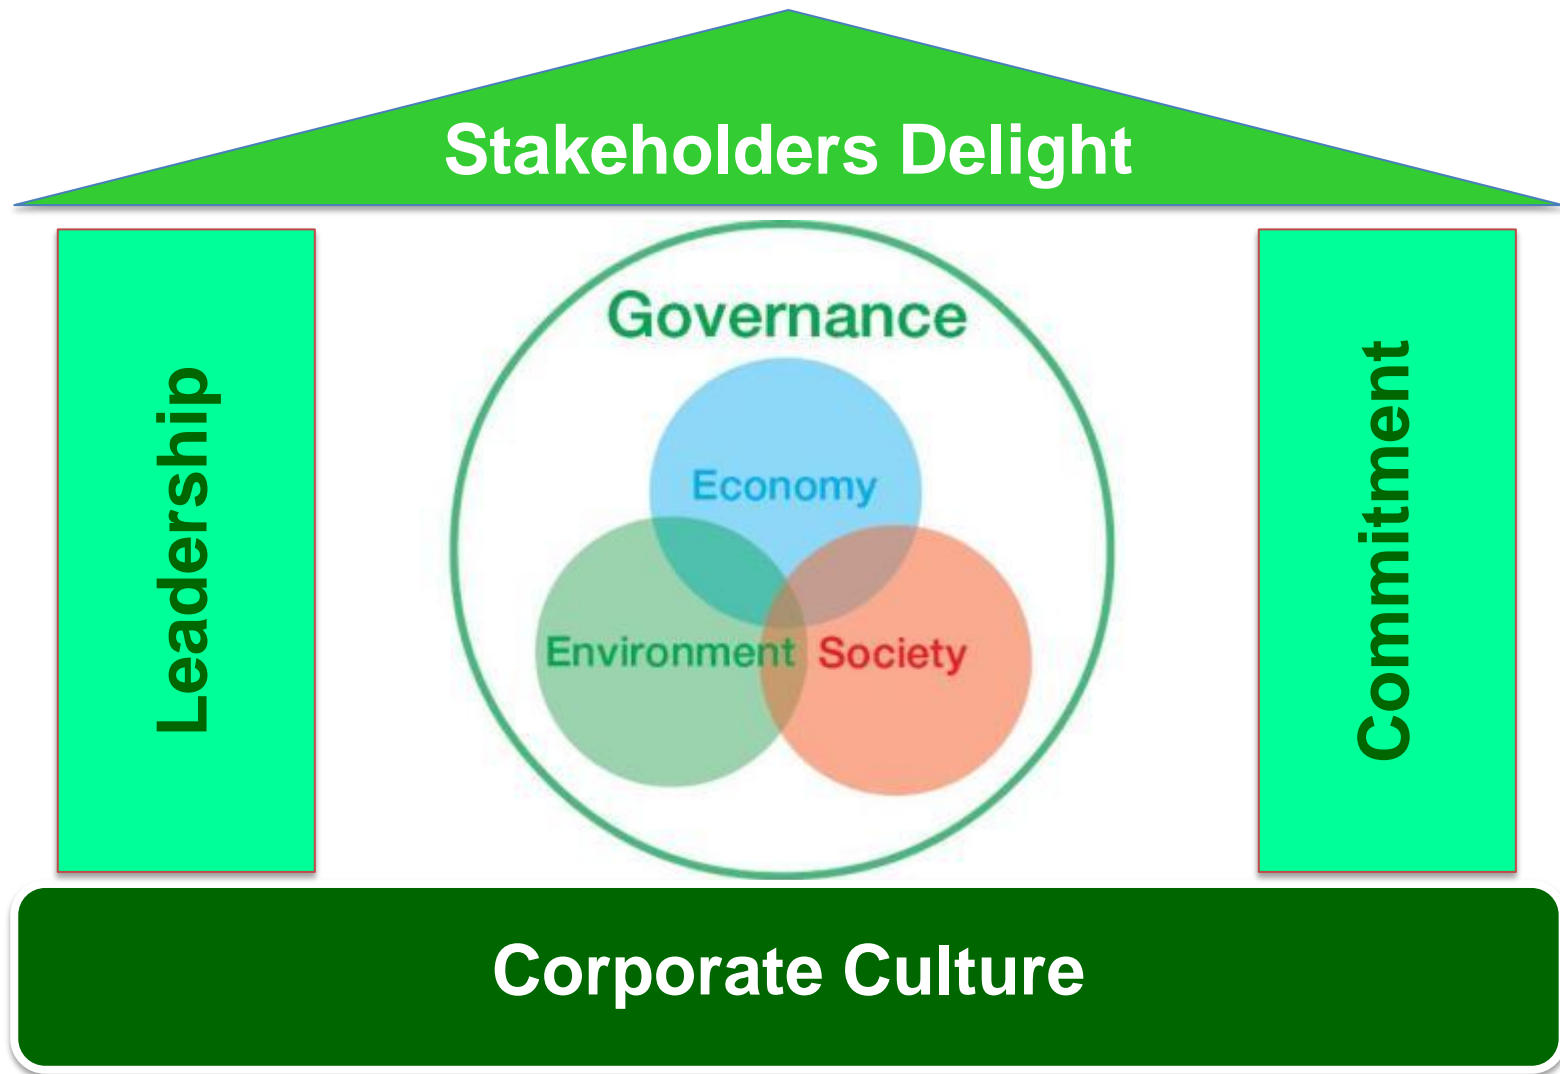 Stakeholders Delight
Leadership
Governance
Economy
Environment
Society
Commitment
Corporate Culture